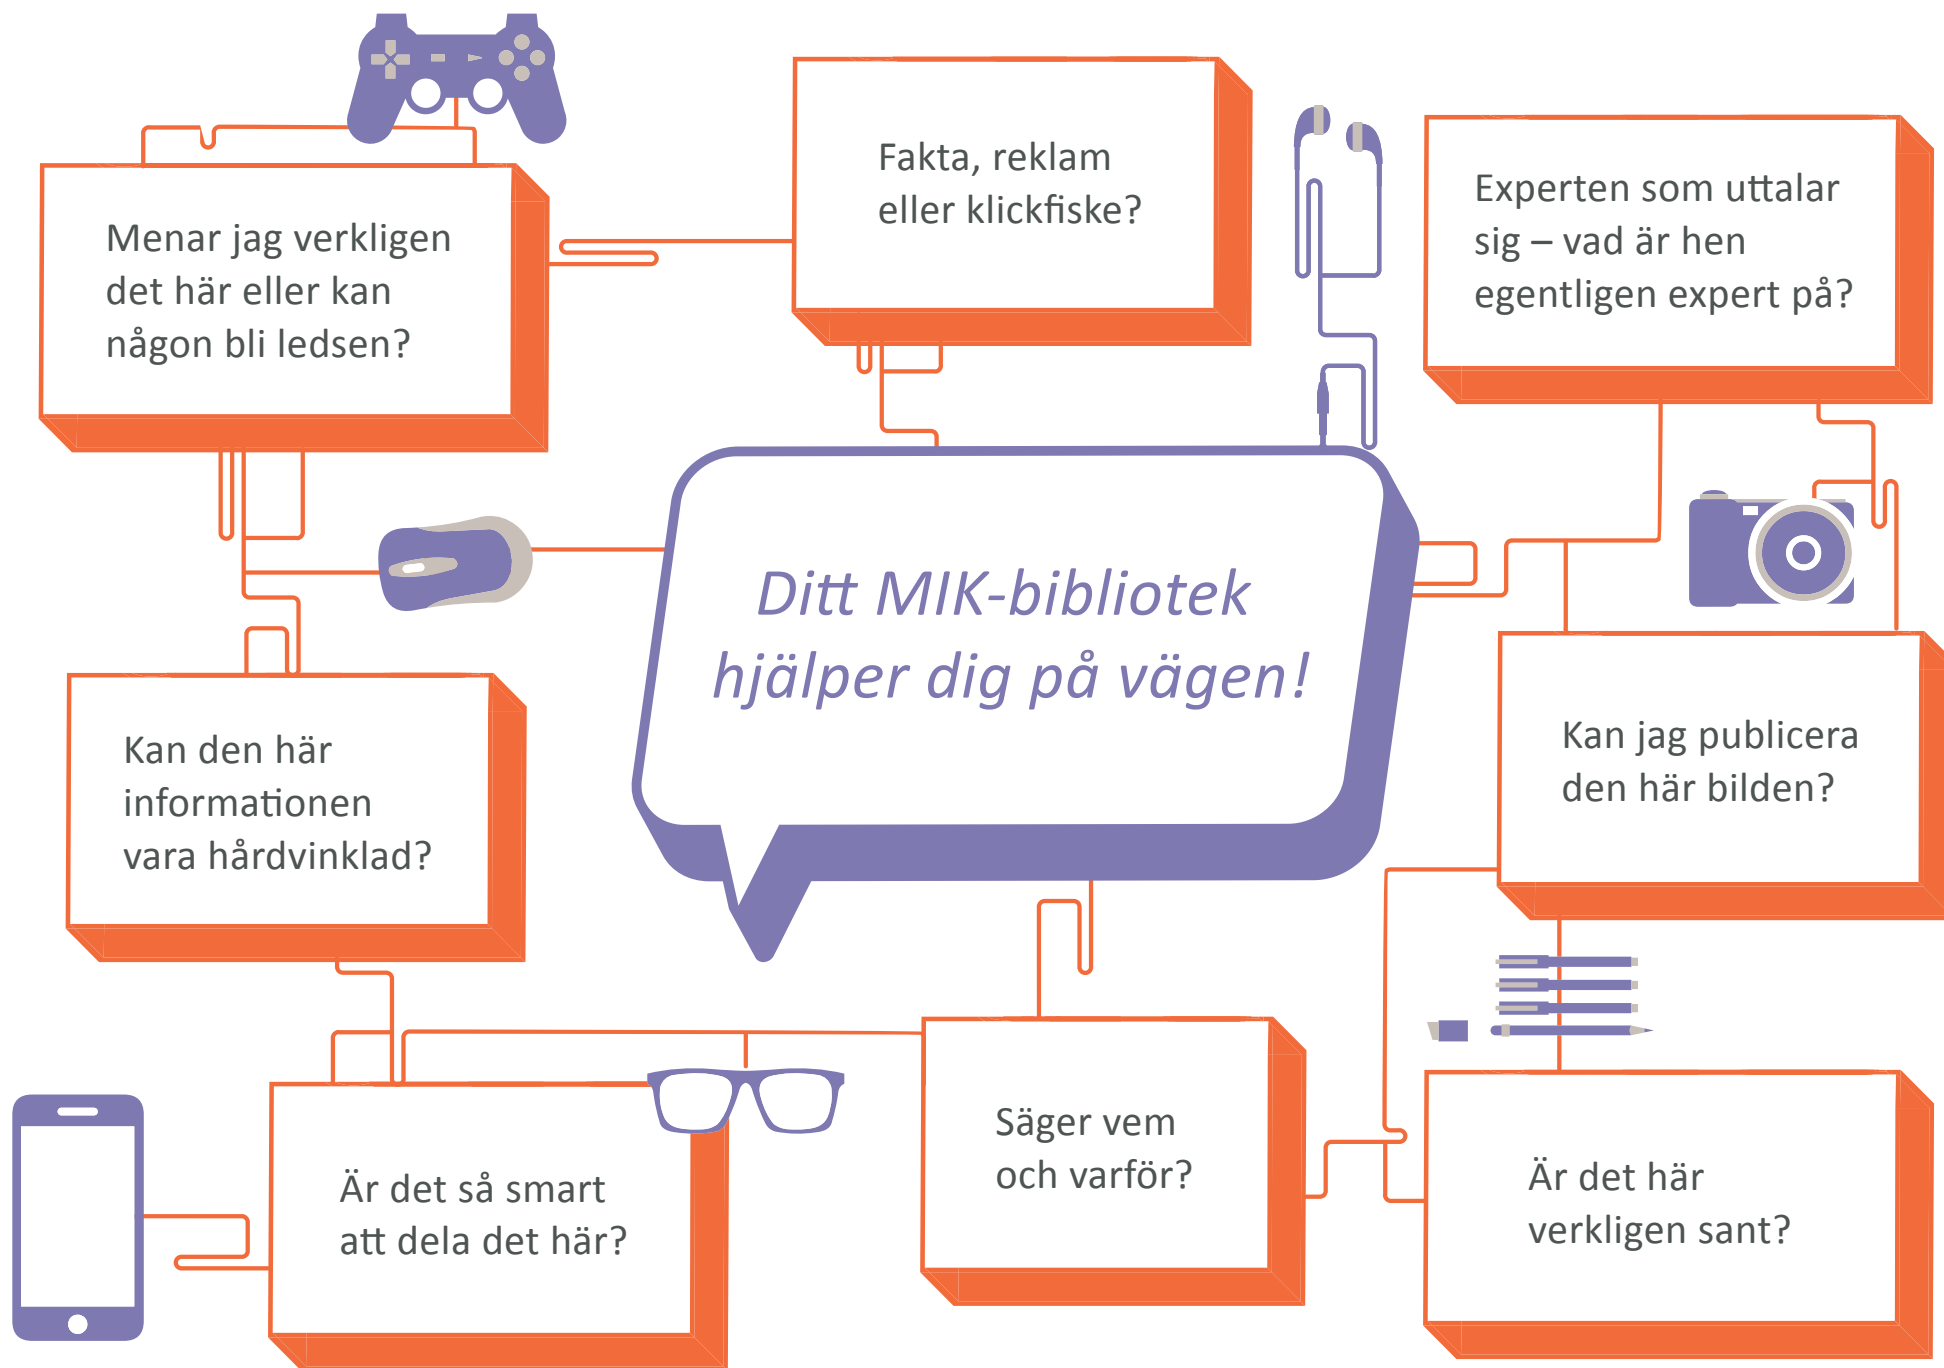 Menar jag verkligen
det här eller kan
någon bli ledsen?
Fakta, reklam
eller klickfiske?
Experten som uttalar
sig – vad är hen
egentligen expert på?
Ditt MIK-bibliotek
hjälper dig på vägen!
Kan den här
informationen
vara hårdvinklad?
Kan jag publicera
den här bilden?
Är det så smart
att dela det här?
Säger vem
och varför?
Är det här
verkligen sant?